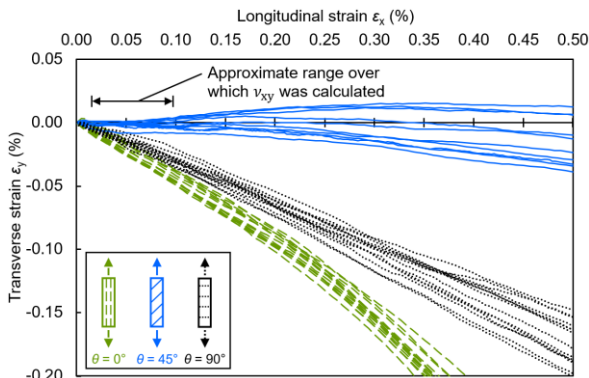 Longitudinal strain εx (%)
0.00 0.05 0.10 0.15 0.20 0.25 0.30 0.35 0.40 0.45 0.50
0.05
Approximate range over
which νxy was calculated
0.00
-0.05
-0.10
-0.15
-0.20
Transverse strain εy (%)
θ = 0° θ = 45° θ = 90°